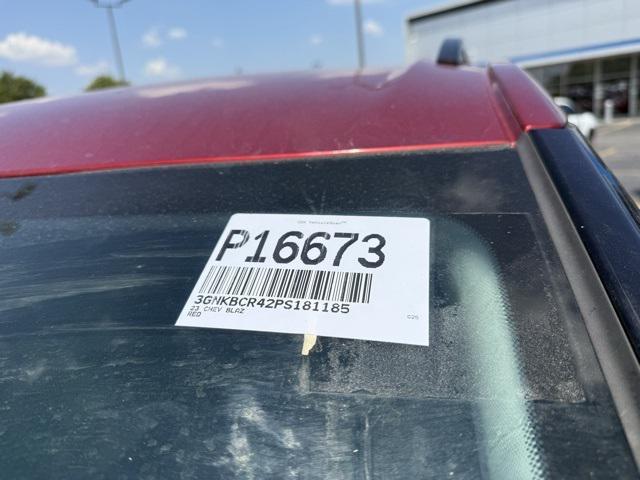 P16673
3GNKBCR42PS181185
23 CHEV BLAZ
RED